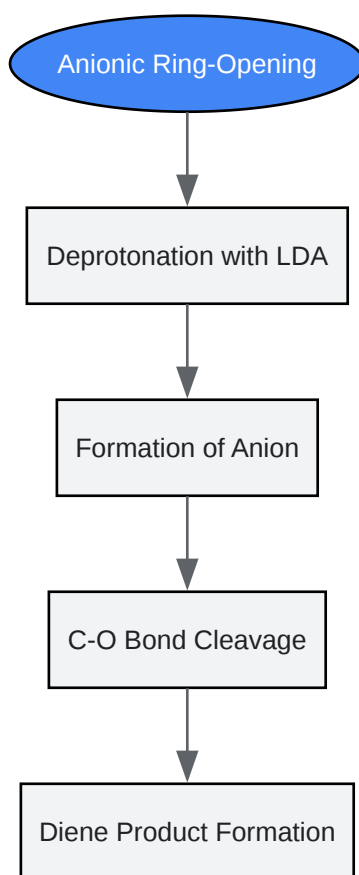 Anionic Ring-Opening
Deprotonation with LDA
Formation of Anion
C-O Bond Cleavage
Diene Product Formation